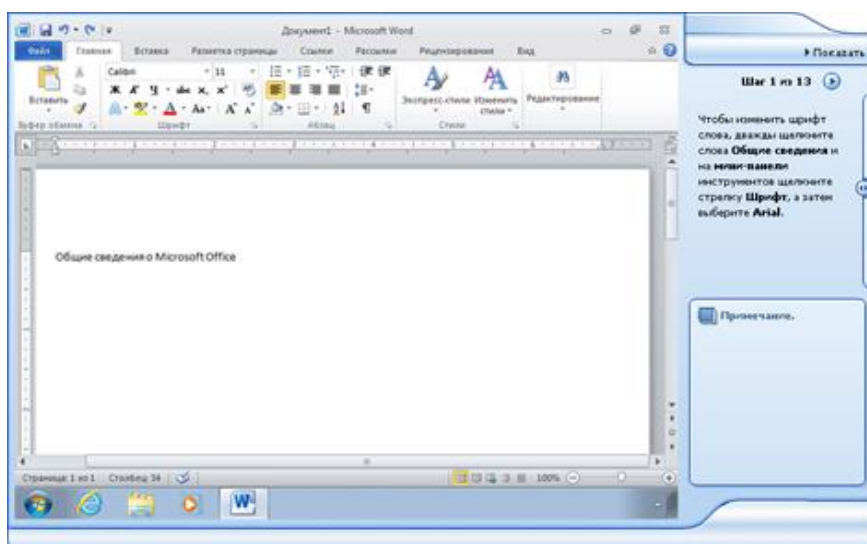 Документ1 - Microsoft Word
Файл Главная Вставка Разметка страницы Ссылки Рассылки Рецензирование Вид
Показать
Calibri 11
Шаг 1 из 13
Вставить
Ж К Ч abc x, x'
Aa A A
Экспресс-стили Изменить стили Редактирование
Буфер обмена Шрифт Абзац Стили
Чтобы изменить шрифт
слова, дважды щелкните
слова Общие сведения и
на мини-панели
инструментов щелкните
стрелку Шрифт, а затем
выберите Arial.
Общие сведения о Microsoft Office
Примечание.
Страница: 1 из 1 Столбец: 34 100%
W